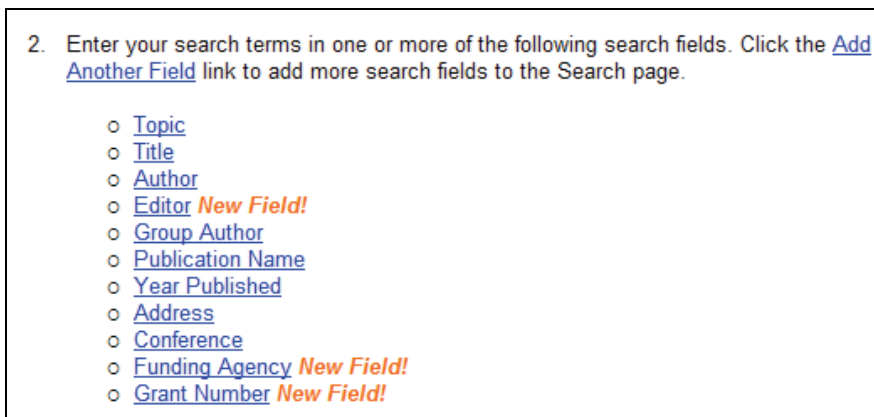 2. Enter your search terms in one or more of the following search fields. Click the Add
Another Field link to add more search fields to the Search page.
o Topic
o Title
o Author
o Editor New Field!
o Group Author
o Publication Name
o Year Published
o Address
o Conference
o Funding Agency New Field!
o Grant Number New Field!